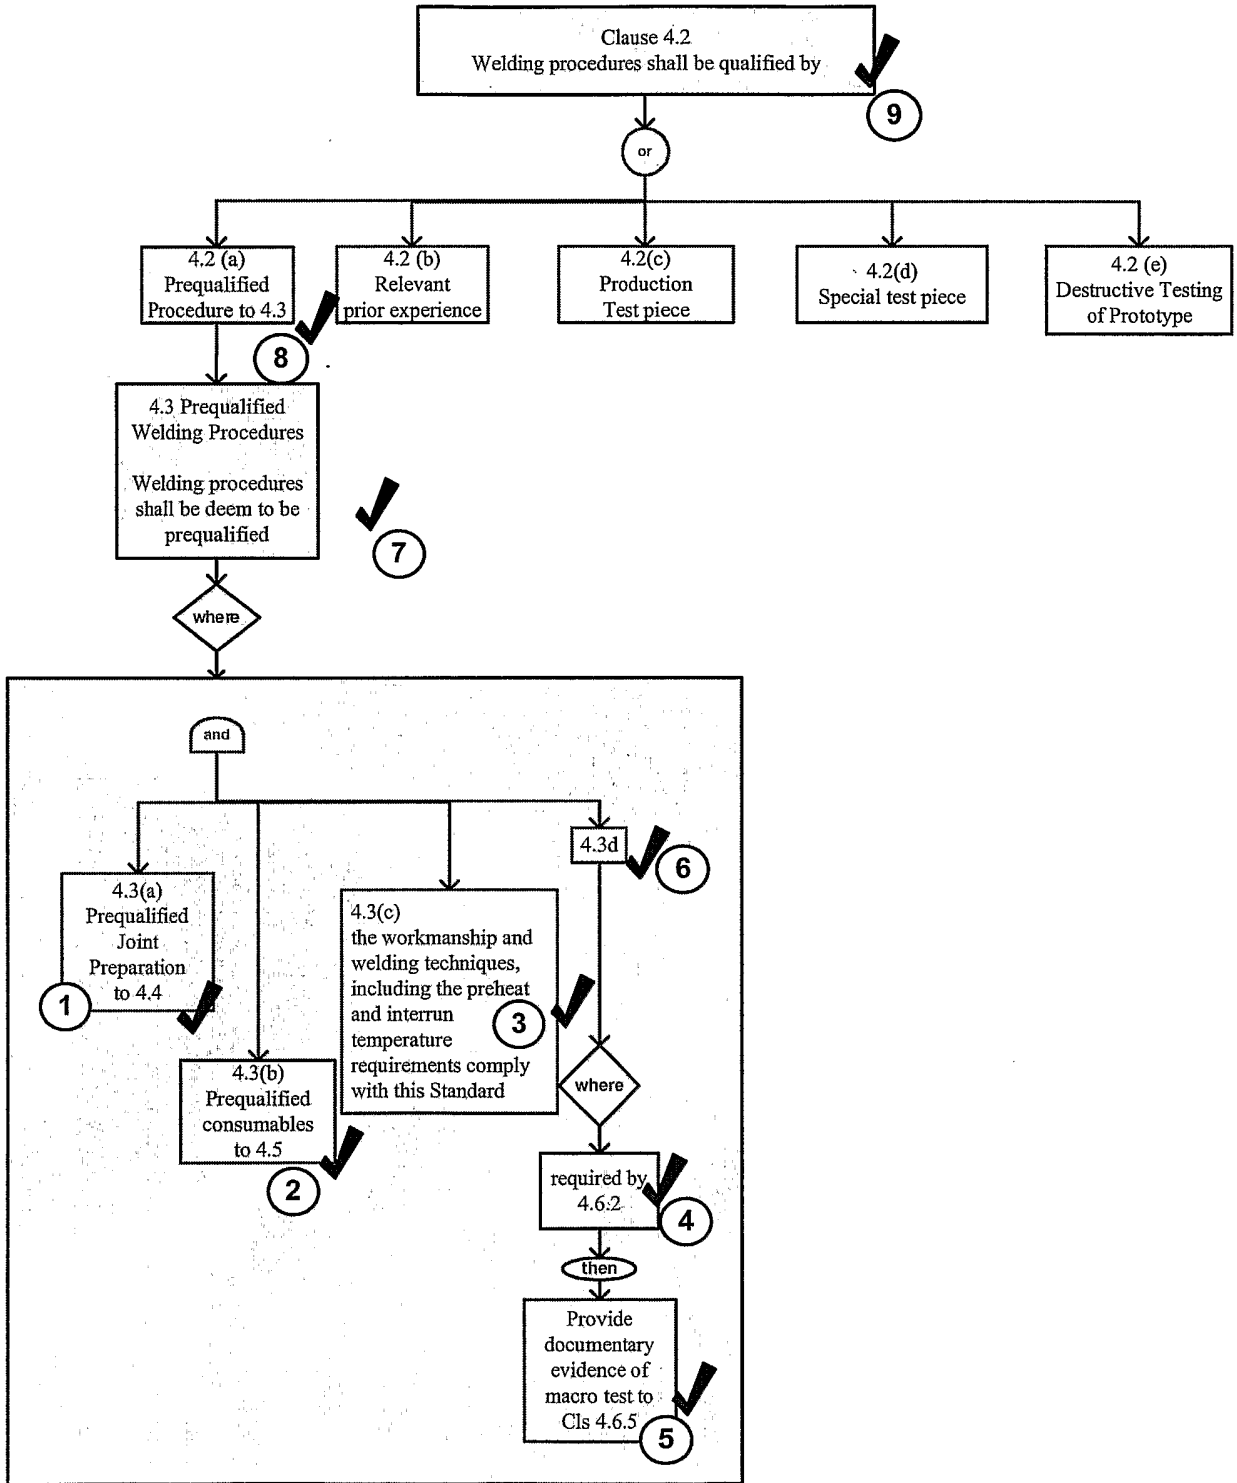 Clause 4.2
Welding procedures shall be qualified by
9
or
4.2 (a)
Prequalified
Procedure to 4.3
4.2 (b)
Relevant
prior experience
4.2(c)
Production
Test piece
4.2(d)
Special test piece
4.2 (e)
Destructive Testing
of Prototype
8
4.3 Prequalified
Welding Procedures
Welding procedures
shall be deem to be
prequalified
7
where
and
4.3d
6
4.3(a)
Prequalified
Joint
Preparation
to 4.4
1
4.3(b)
Prequalified
consumables
to 4.5
2
4.3(c)
the workmanship and
welding techniques,
including the preheat
and interrun
temperature
requirements comply
with this Standard
3
where
required by
4.6.2
4
then
Provide
documentary
evidence of
macro test to
Cls 4.6.5
5